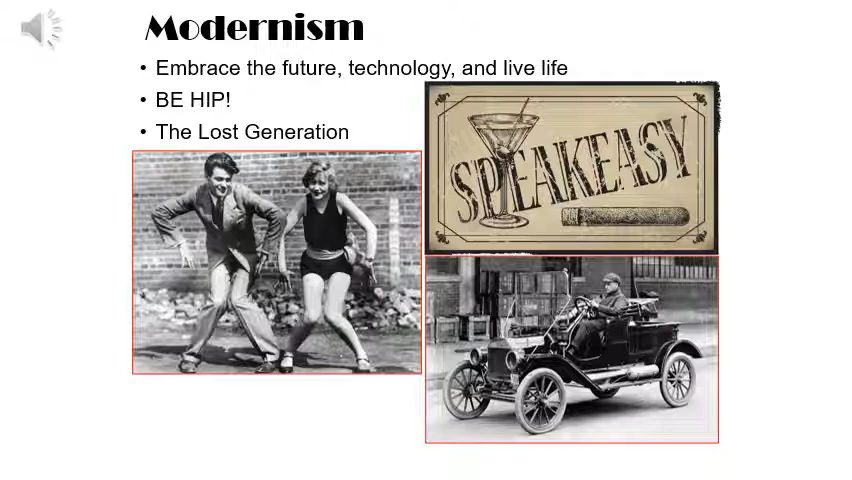 Modernism
• Embrace the future, technology, and live life
• BE HIP!
• The Lost Generation
SPEAKEASY